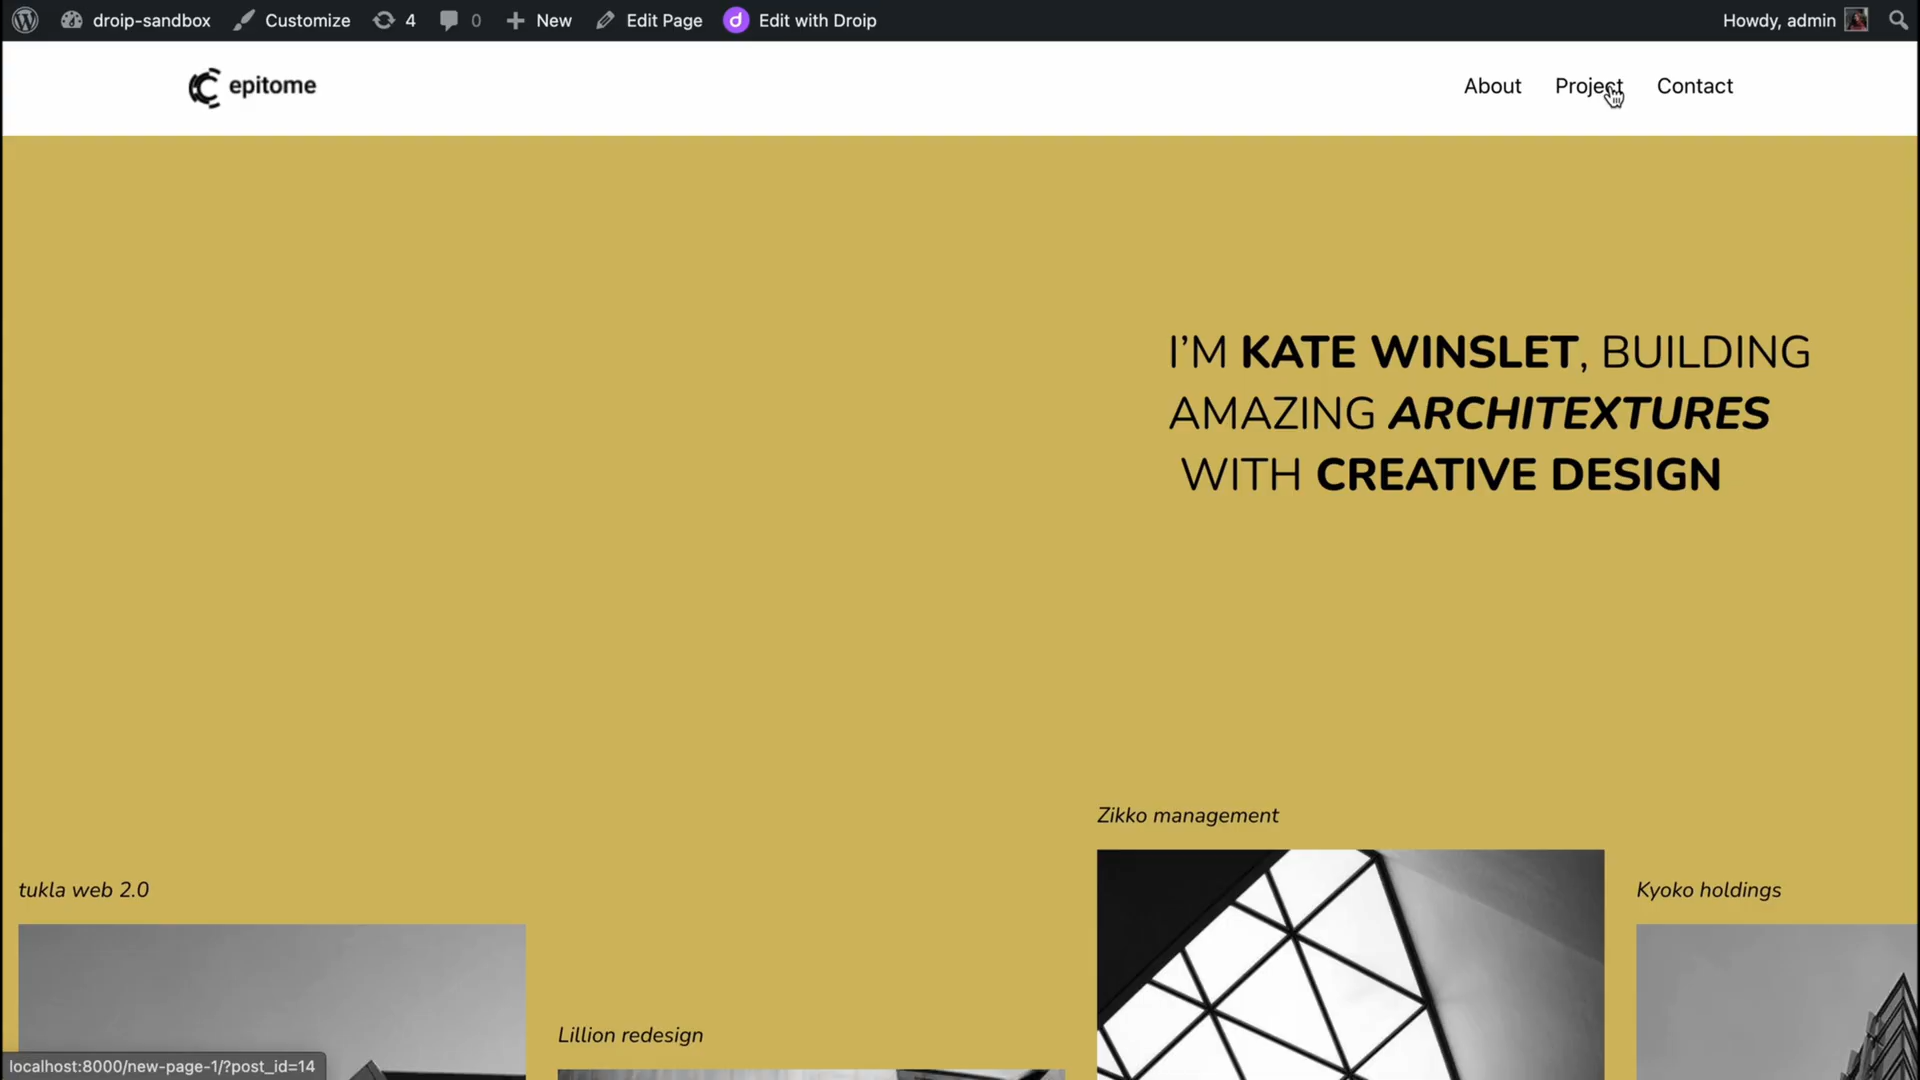 droip-sandbox Customize 4 0 New Edit Page Edit with Droip Howdy, admin
epitome About Project Contact
I’M KATE WINSLET, BUILDING
AMAZING ARCHITEXTURES
WITH CREATIVE DESIGN
Zikko management
tukla web 2.0
Kyoko holdings
Lillion redesign
localhost:8000/new-page-1/?post_id=14